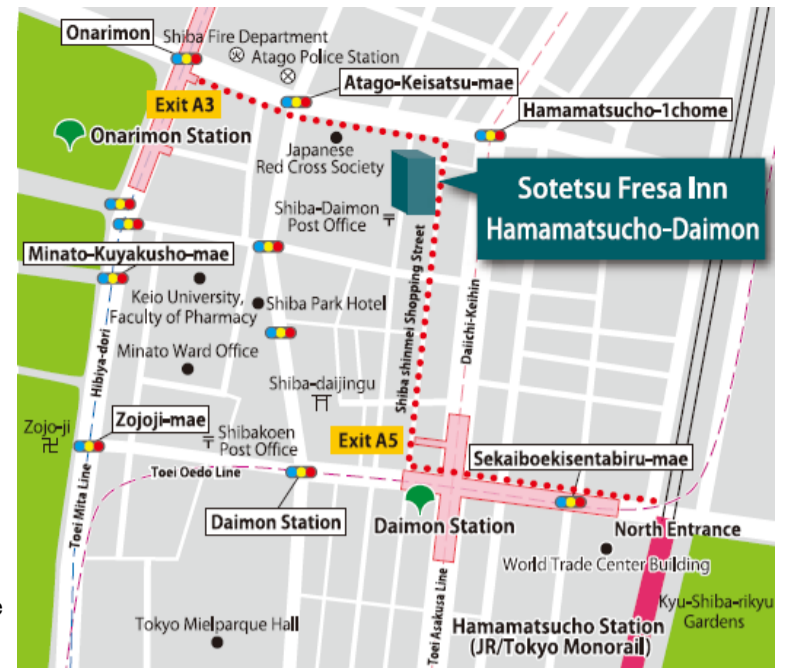 Onarimon
Shiba Fire Department
Atago Police Station
Atago-Keisatsu-mae
Exit A3
Hamamatsucho-1chome
Onarimon Station
Japanese
Red Cross Society
Sotetsu Fresa Inn
Hamamatsucho-Daimon
Shiba-Daimon
Post Office
〒
Minato-Kuyakusho-mae
Keio University,
Faculty of Pharmacy
Shiba Park Hotel
Shiba shinmei Shopping Street
Daiichi-Keihin
Hibiya-dori
Minato Ward Office
Shiba-daijingu
Zojo-ji
卍
Zojoji-mae
〒
Shibakoen
Post Office
Exit A5
Sekaiboekisentabiru-mae
Toei Mita Line
Toei Oedo Line
Daimon Station
Daimon Station
North Entrance
World Trade Center Building
Toei Asakusa Line
Kyu-Shiba-rikyu
Gardens
Tokyo Mielparque Hall
Hamamatsucho Station
(JR/Tokyo Monorail)
e